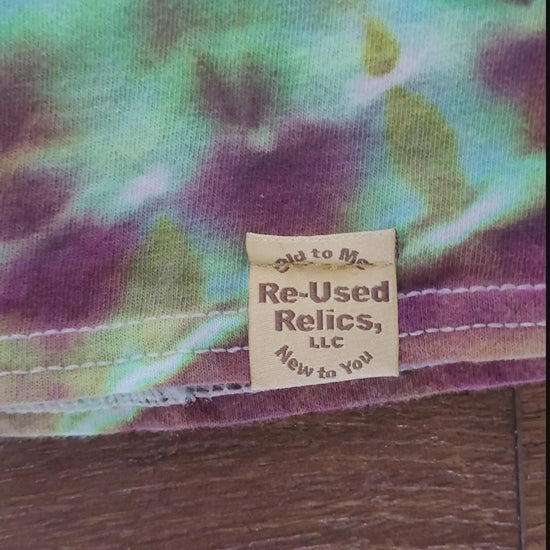 Old to Me
Re-Used
Relics,
LLC
New to You